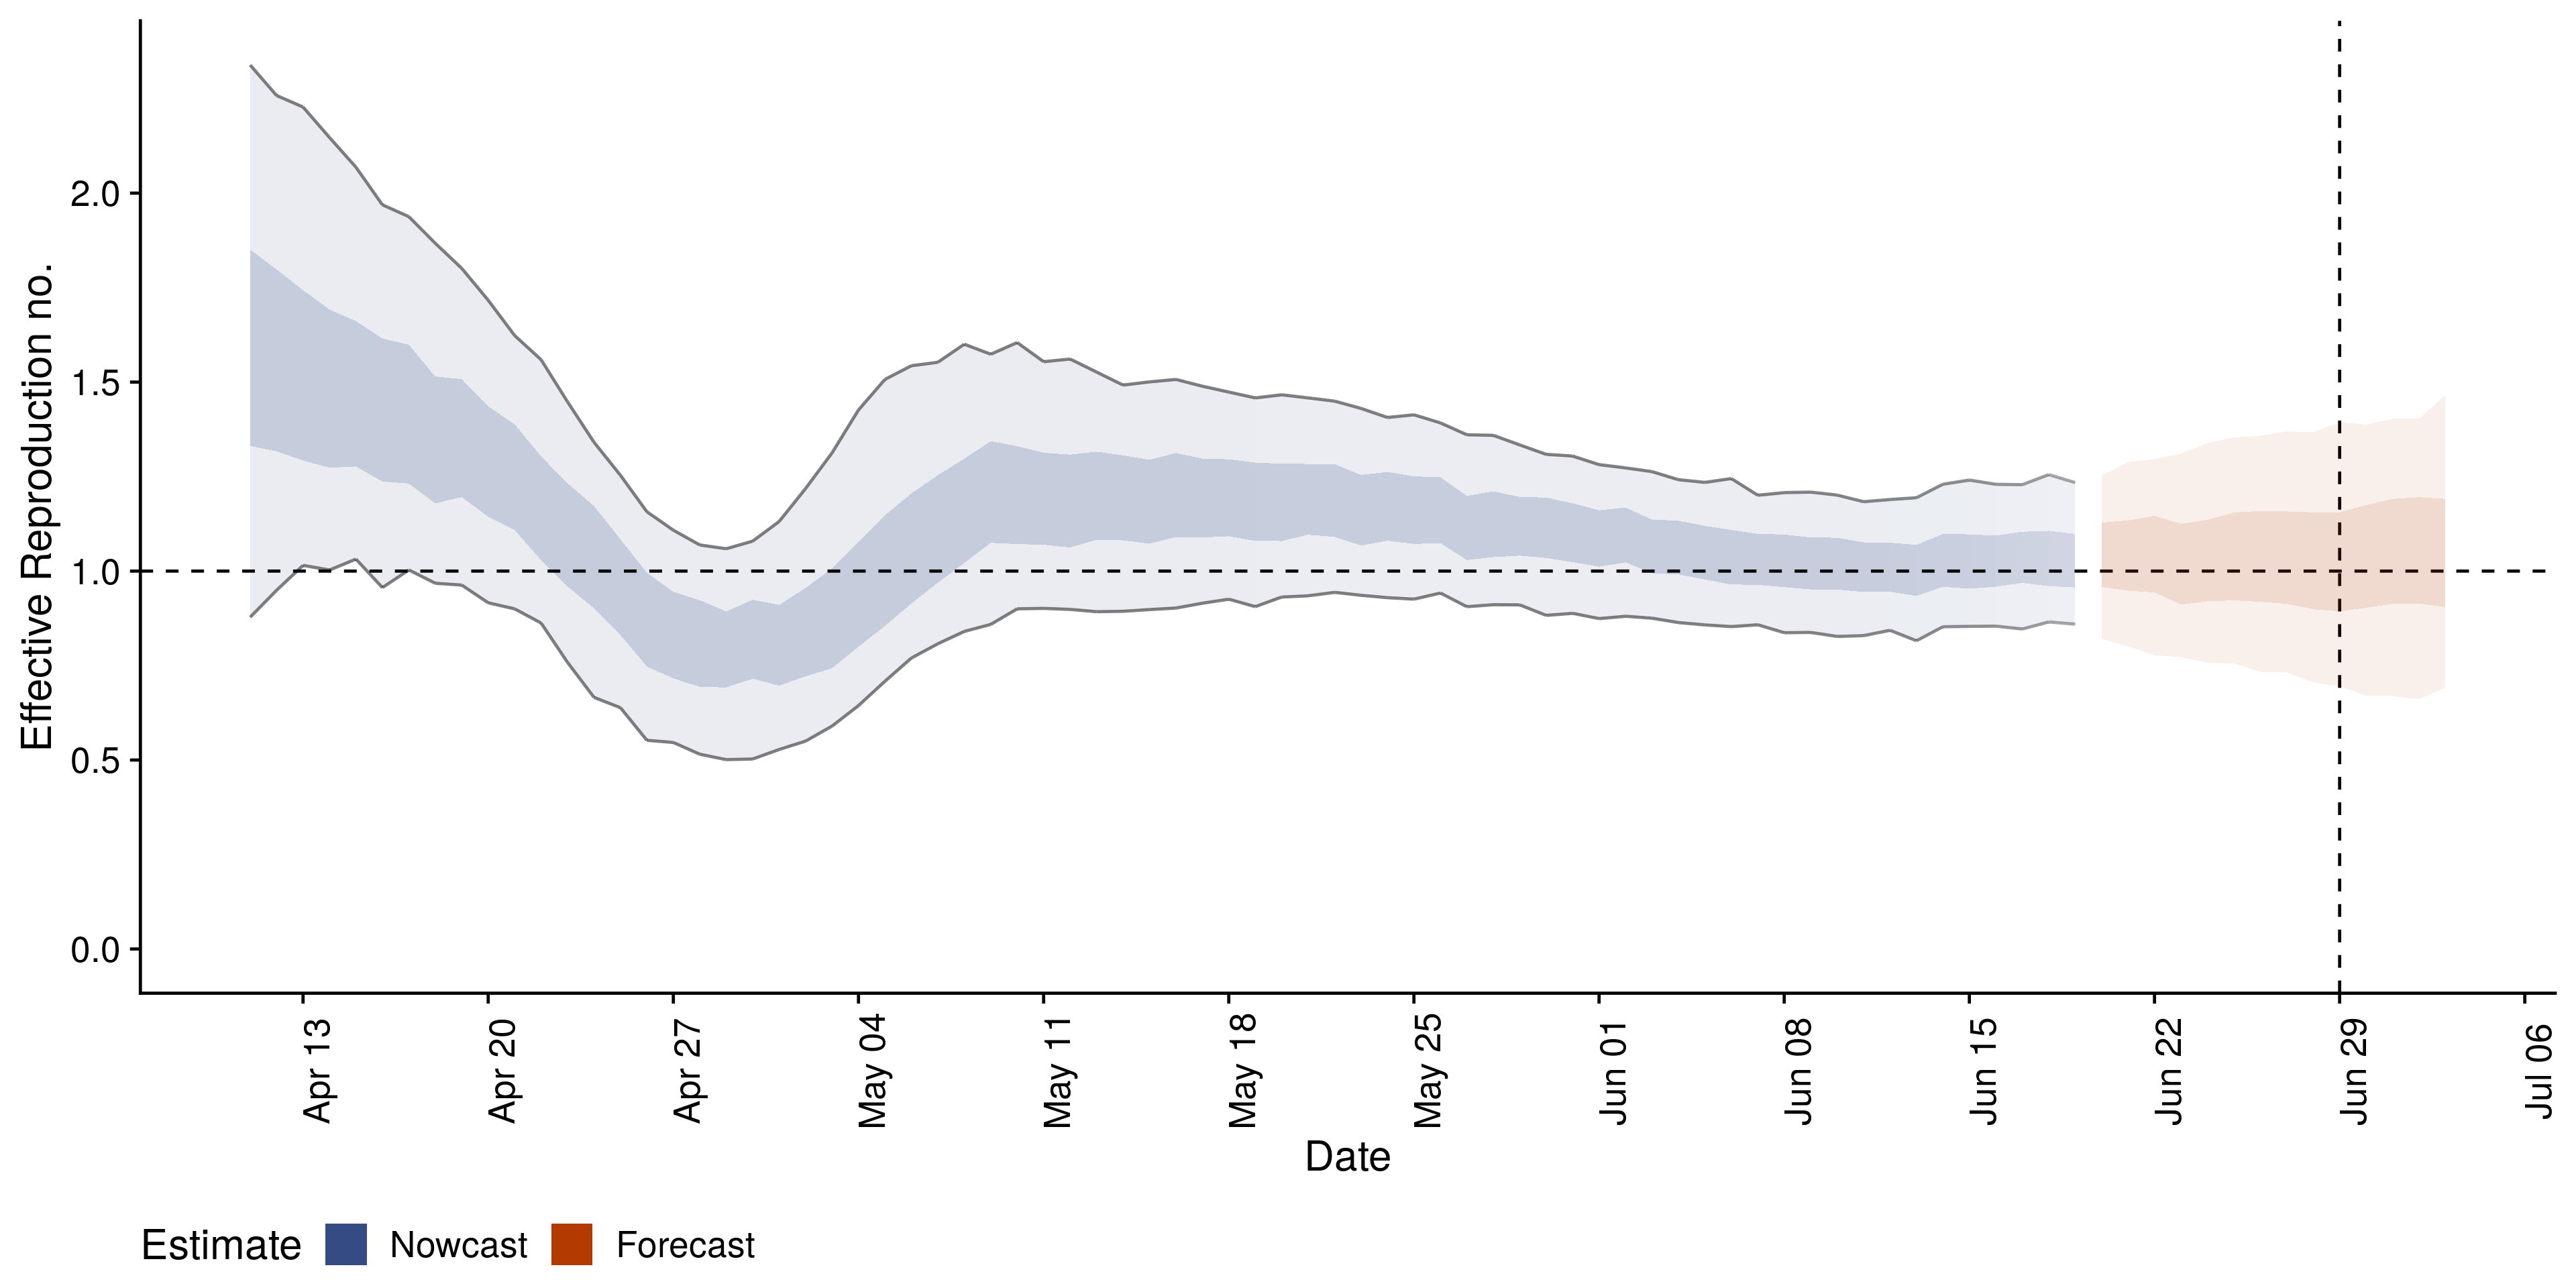 Effective Reproduction no.
2.0
1.5
1.0
0.5
0.0
Apr 13
Apr 20
Apr 27
May 04
May 11
May 18
May 25
Jun 01
Jun 08
Jun 15
Jun 22
Jun 29
Jul 06
Date
Estimate Nowcast Forecast